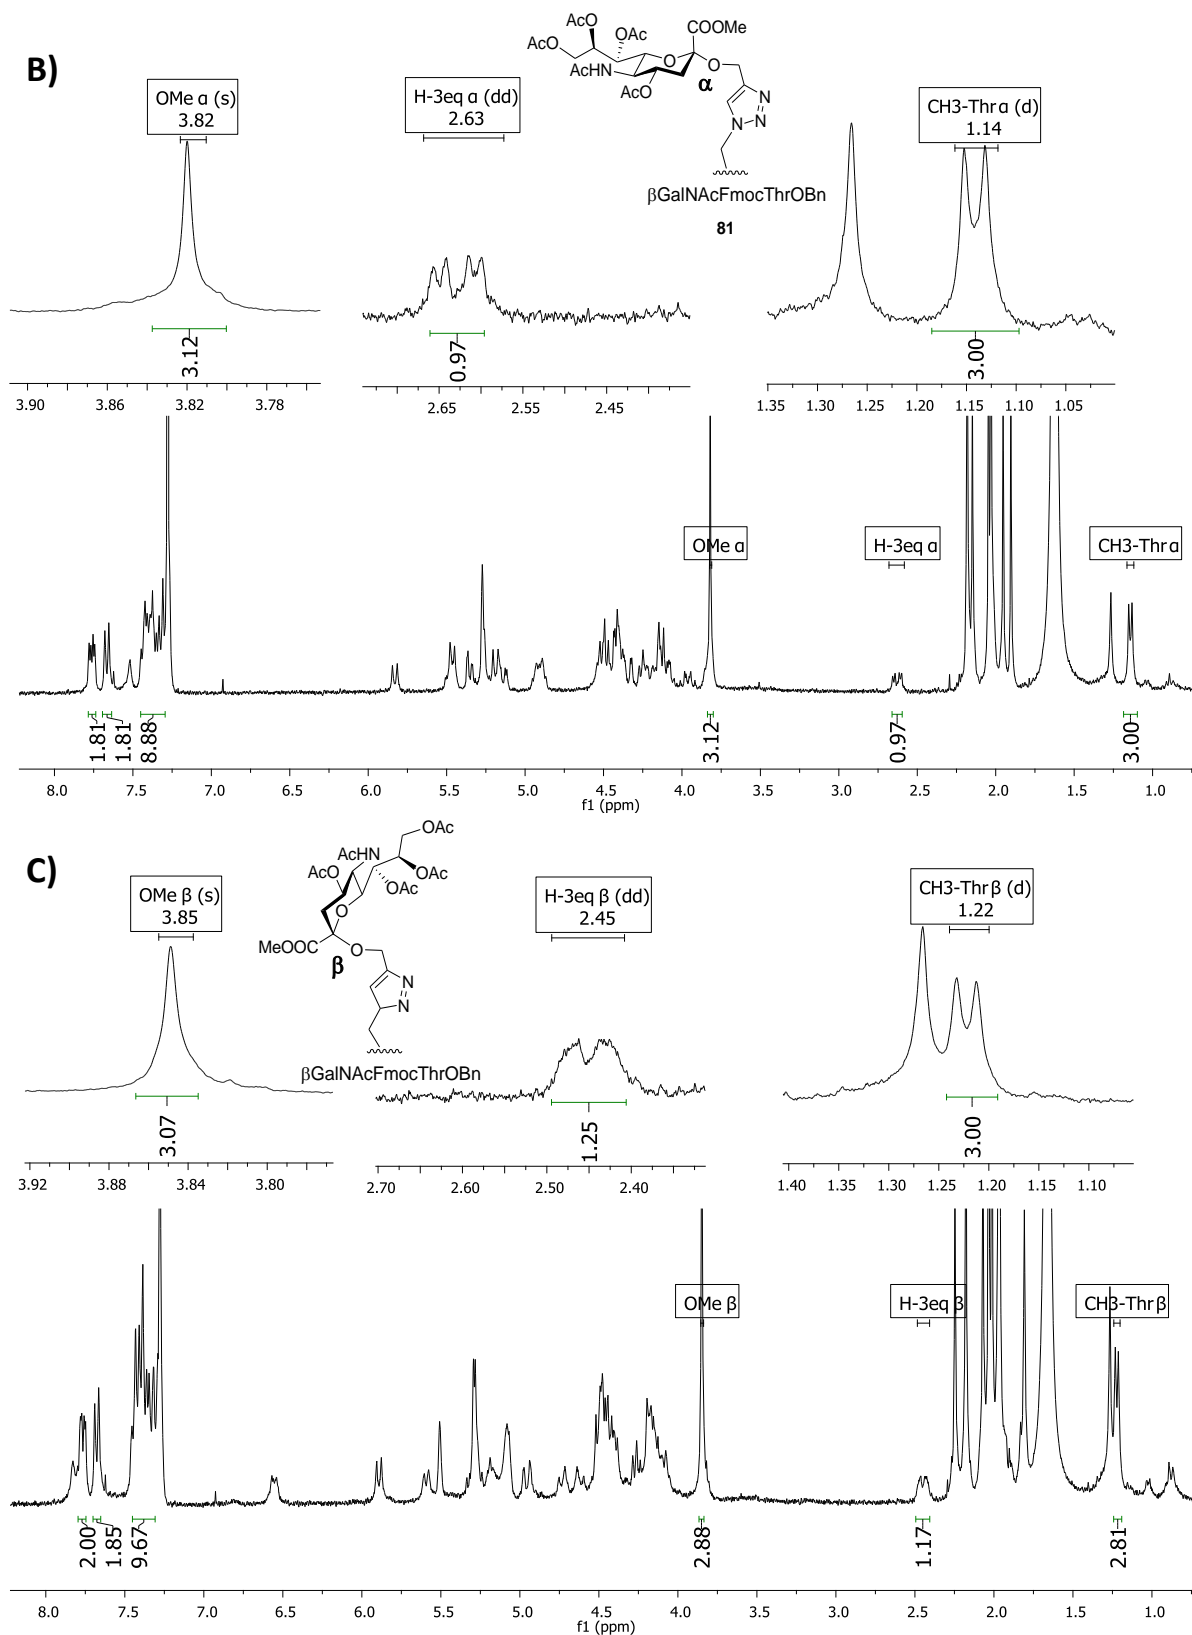 B)
AcO
OAc
AcO
OAc
COOMe
AcHN
O
O
AcO
α
N
N
N
βGalNAcFmocThrOBn
81
OMe α (s)
3.82
H-3eq α (dd)
2.63
CH3-Thr α (d)
1.14
3.12
0.97
3.00
3.90 3.86 3.82 3.78
2.65 2.55 2.45
1.35 1.30 1.25 1.20 1.15 1.10 1.05
OMe α
H-3eq α
CH3-Thr α
1.81
1.81
8.88
3.12
0.97
3.00
8.0 7.5 7.0 6.5 6.0 5.5 5.0 4.5 4.0 3.5 3.0 2.5 2.0 1.5 1.0
f1 (ppm)
C)
OAc
AcHN
AcO
OAc
OAc
O
MeOOC
O
β
N
N
βGalNAcFmocThrOBn
OMe β (s)
3.85
H-3eq β (dd)
2.45
CH3-Thr β (d)
1.22
3.07
1.25
3.00
3.92 3.88 3.84 3.80
2.70 2.60 2.50 2.40
1.40 1.35 1.30 1.25 1.20 1.15 1.10
OMe β
H-3eq β
CH3-Thr β
2.00
1.85
9.67
2.88
1.17
2.81
8.0 7.5 7.0 6.5 6.0 5.5 5.0 4.5 4.0 3.5 3.0 2.5 2.0 1.5 1.0
f1 (ppm)